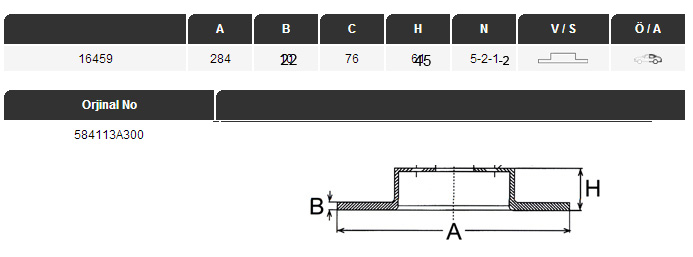 A B C H N V / S Ö / A
16459 284 22 76 45 5-2-1-2
Orjinal No
584113A300
B H
A